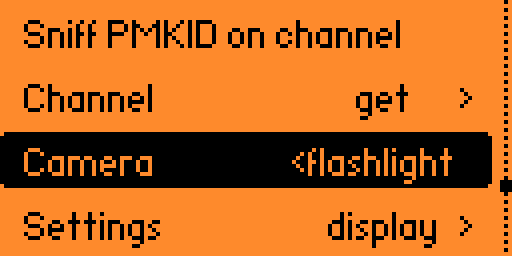 Sniff PMKID on channel
Channel get >
Camera <flashlight
Settings display >